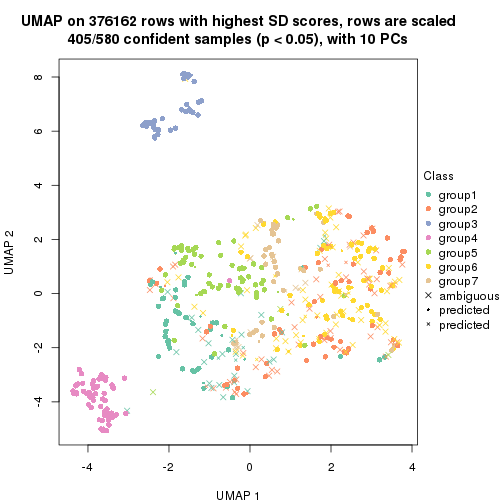 UMAP on 376162 rows with highest SD scores, rows are scaled
405/580 confident samples (p < 0.05), with 10 PCs
8
6
4
2
0
-2
-4
UMAP 2
-4
-2
0
2
4
UMAP 1
Class
group1
group2
group3
group4
group5
group6
group7
ambiguous
predicted
predicted